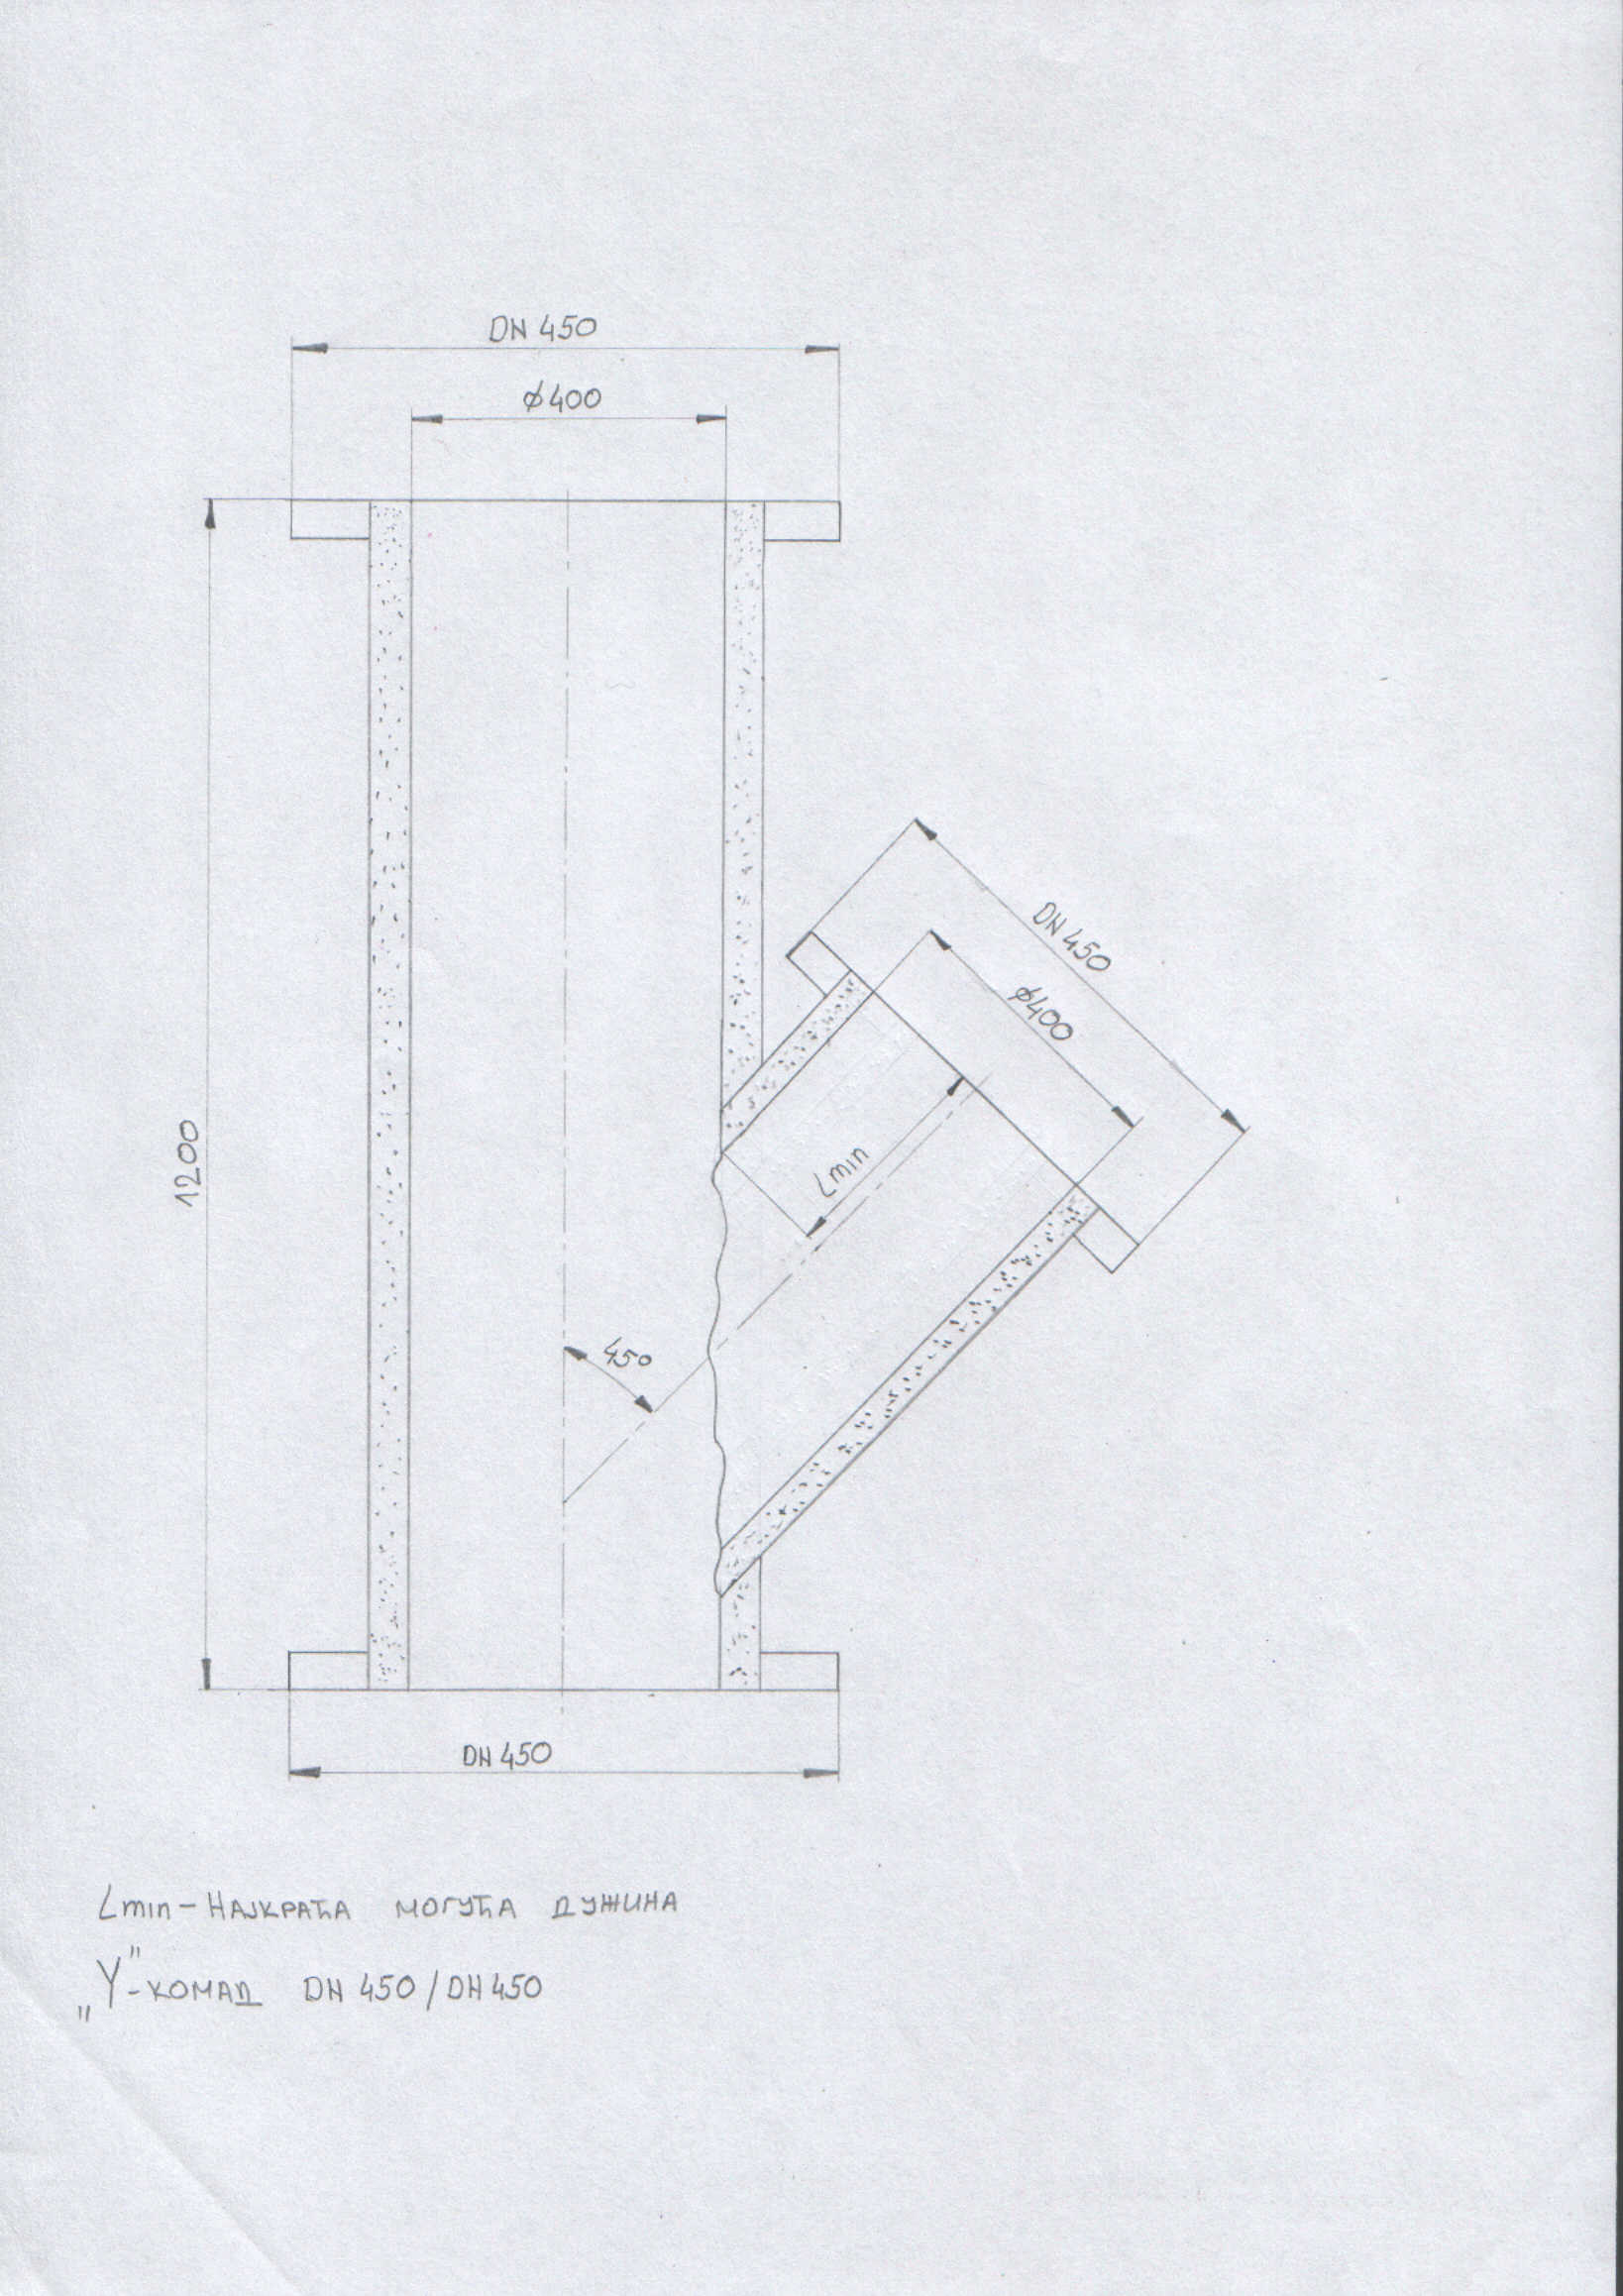 DN 450
ø400
DN 450
ø400
1200
Lmin
45°
DN 450
Lmin – Најкраћа могућа дужина
„Y"-комад DN 450 / DN 450